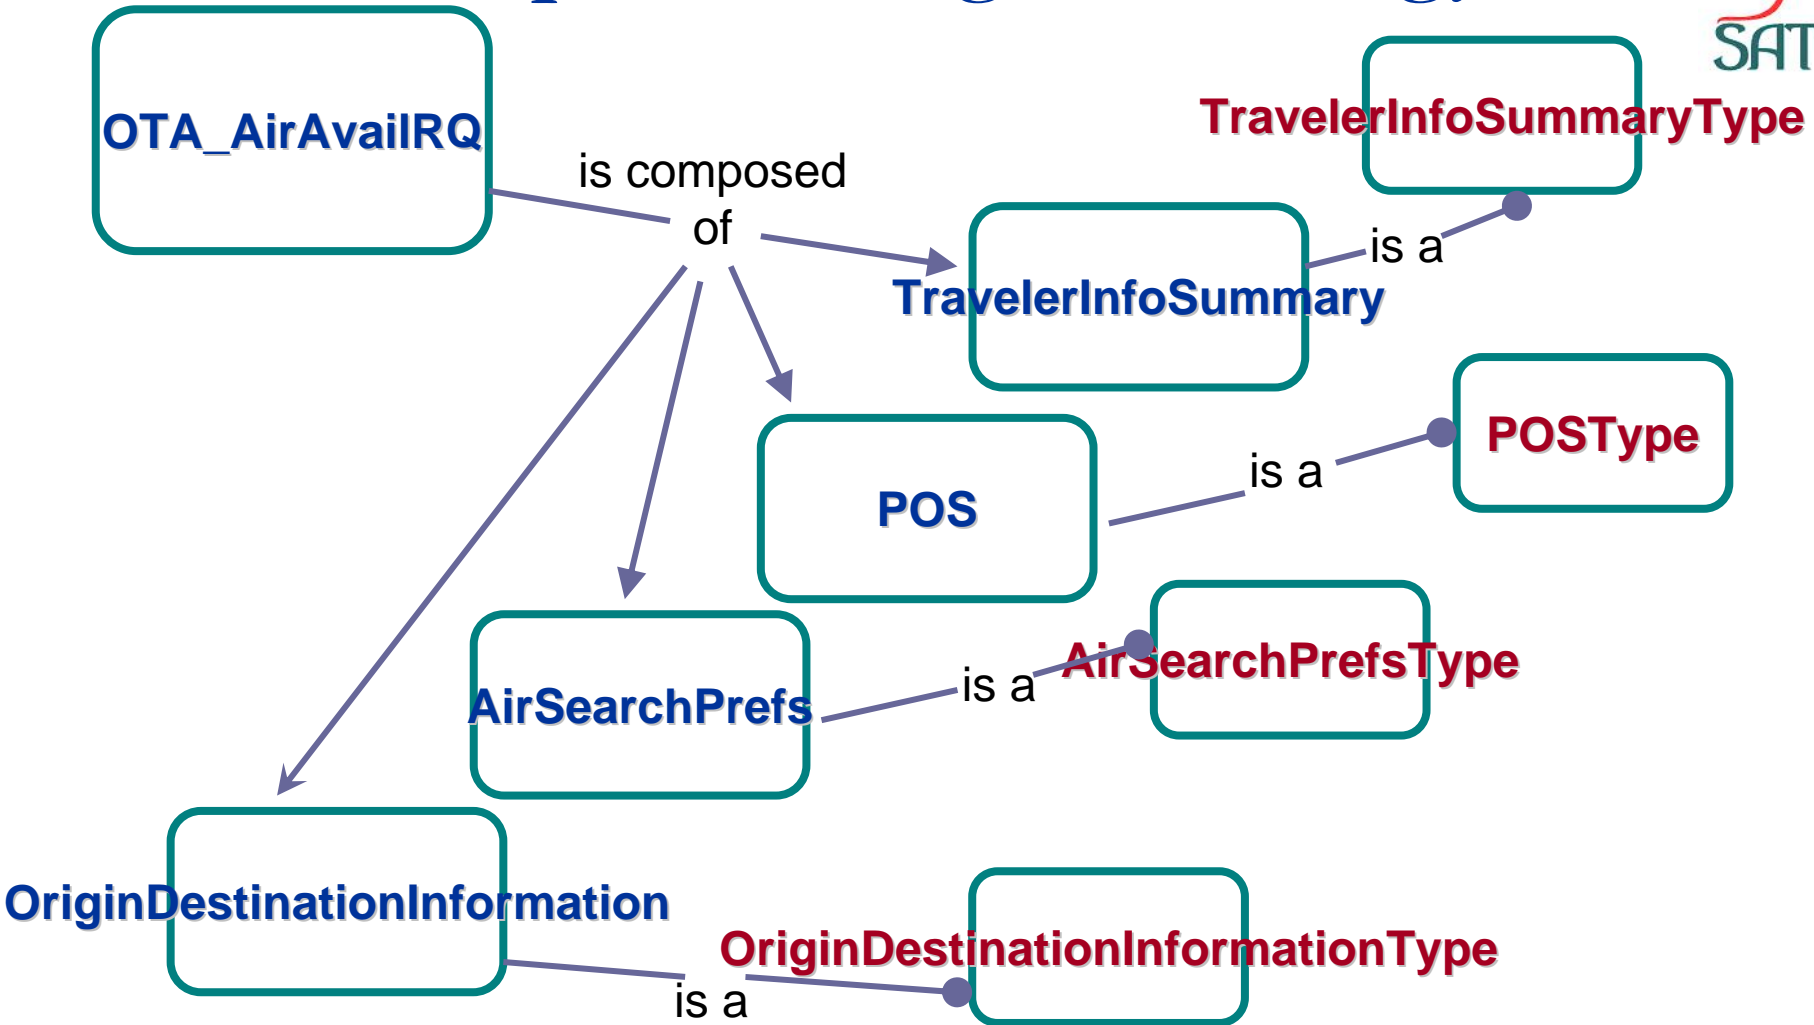 SAT
OTA_AirAvailRQ
TravelerInfoSummaryType
is composed
of
is a
TravelerInfoSummary
POSType
is a
POS
AirSearchPrefsType
is a
AirSearchPrefs
OriginDestinationInformation
OriginDestinationInformationType
is a